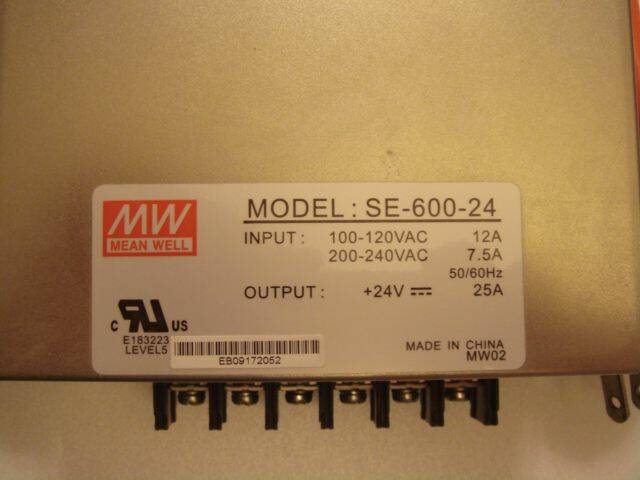 MW
MEAN WELL
MODEL : SE-600-24
INPUT : 100-120VAC 12A
200-240VAC 7.5A
50/60Hz
OUTPUT : +24V ⎓ 25A
c RU US
E183223
LEVEL5
EB09172052
MADE IN CHINA
MW02